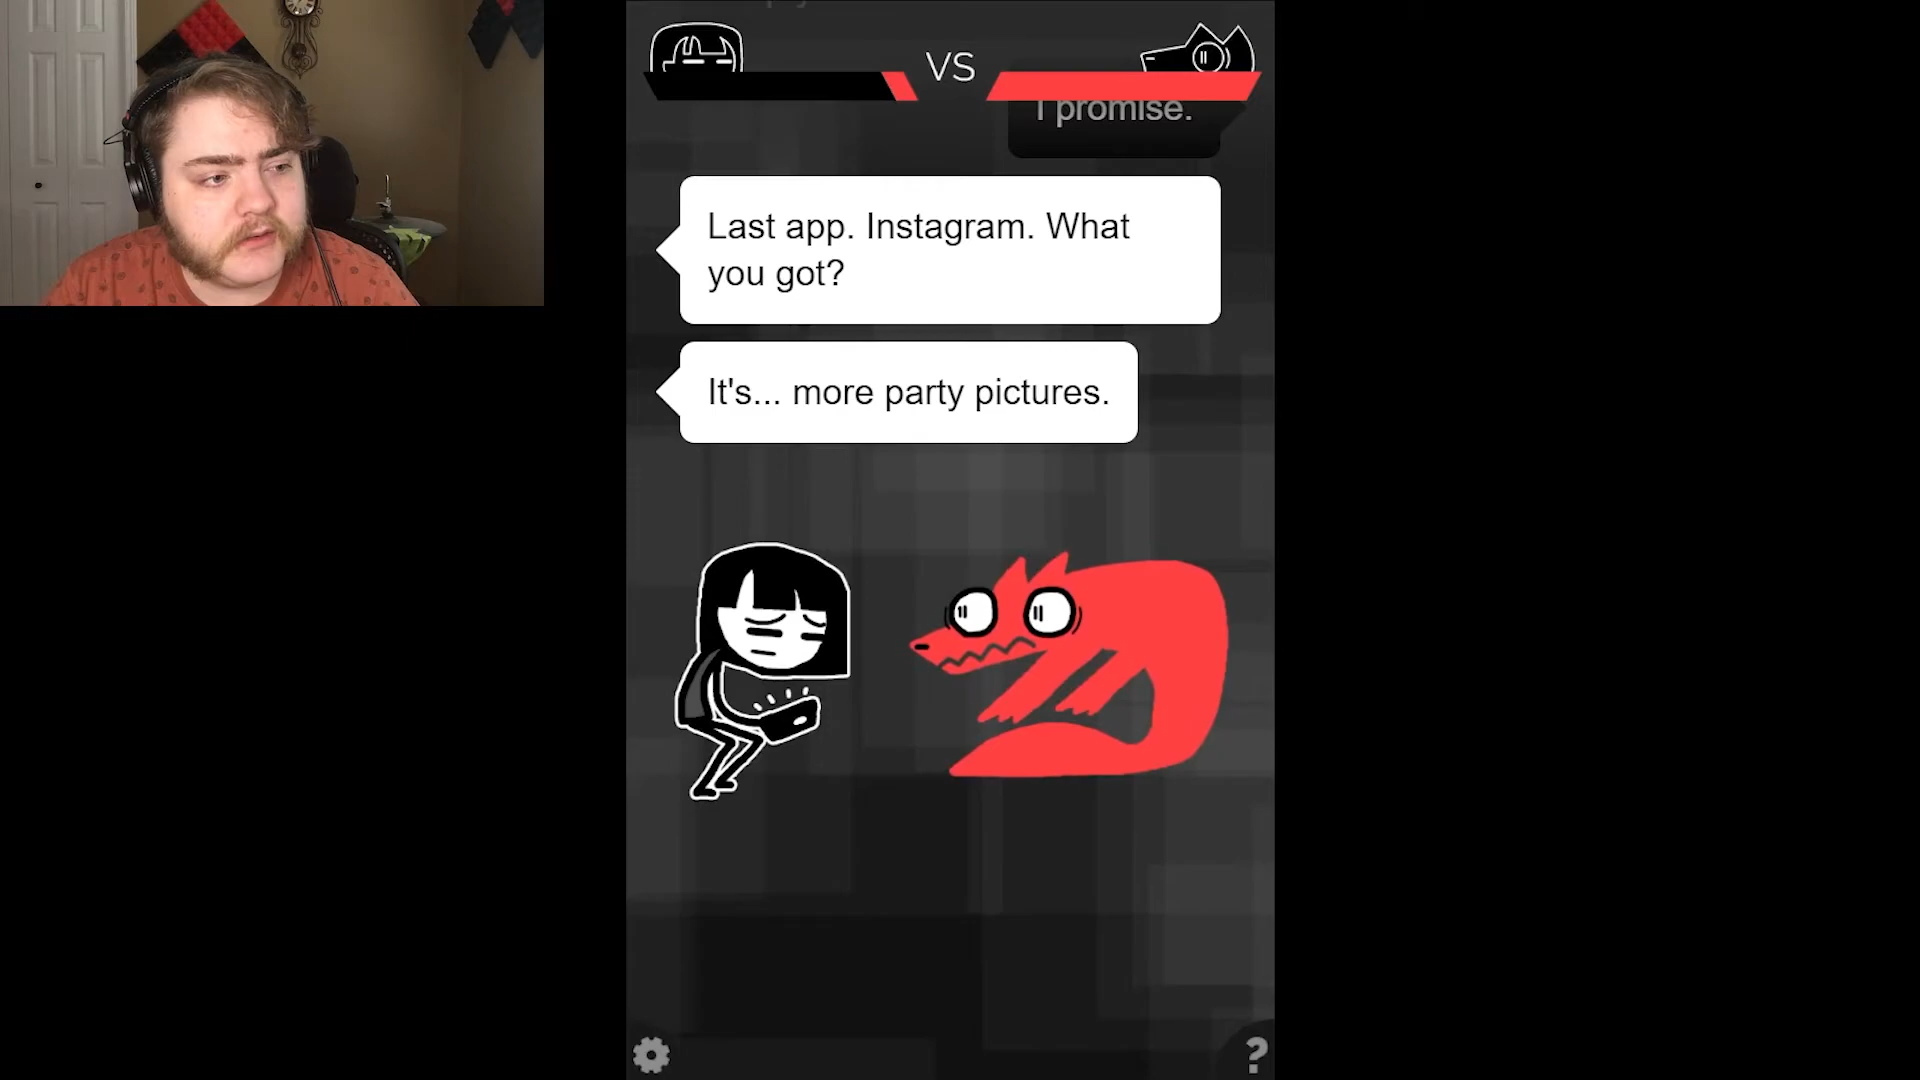 VS
I promise.
Last app. Instagram. What
you got?
It's... more party pictures.
?